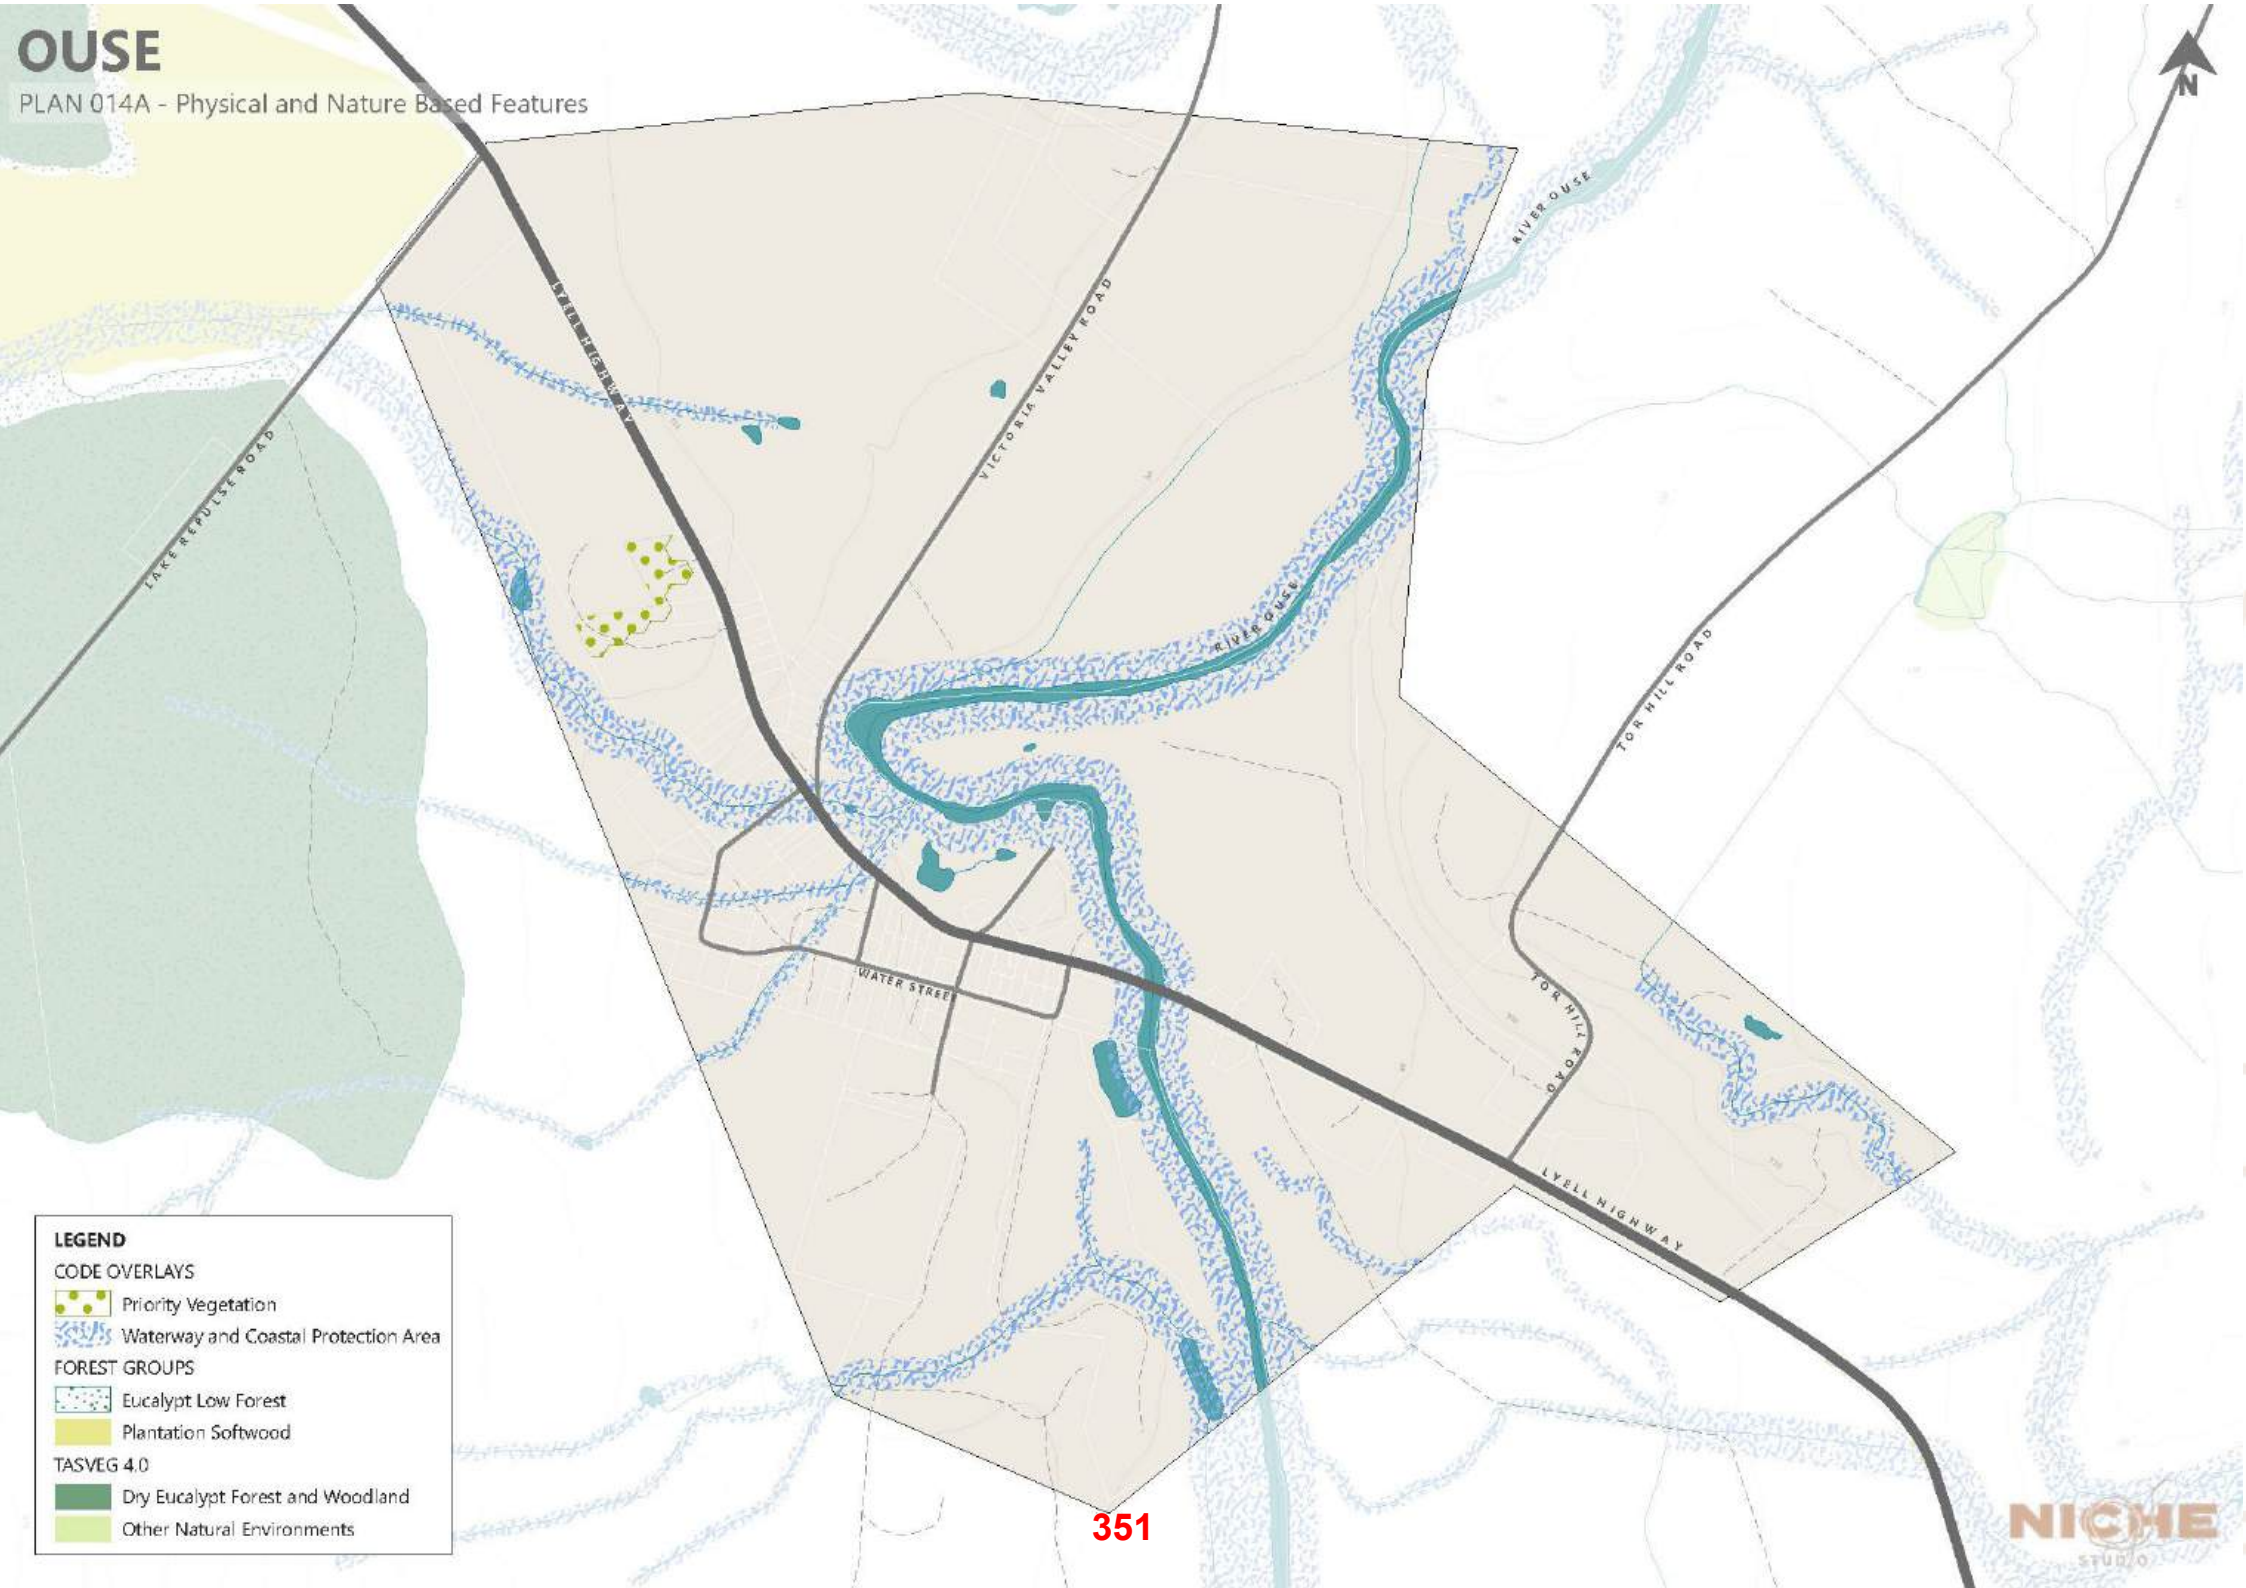 OUSE
PLAN 014A - Physical and Nature Based Features
N
RIVER OUSE
LYELL HIGHWAY
VICTORIA VALLEY ROAD
LAKE REPULSE ROAD
RIVER OUSE
TOR HILL ROAD
WATER STREET
TOR HILL ROAD
LYELL HIGHWAY
LEGEND
CODE OVERLAYS
Priority Vegetation
Waterway and Coastal Protection Area
FOREST GROUPS
Eucalypt Low Forest
Plantation Softwood
TASVEG 4.0
Dry Eucalypt Forest and Woodland
Other Natural Environments
351
NICHE
STUDIO